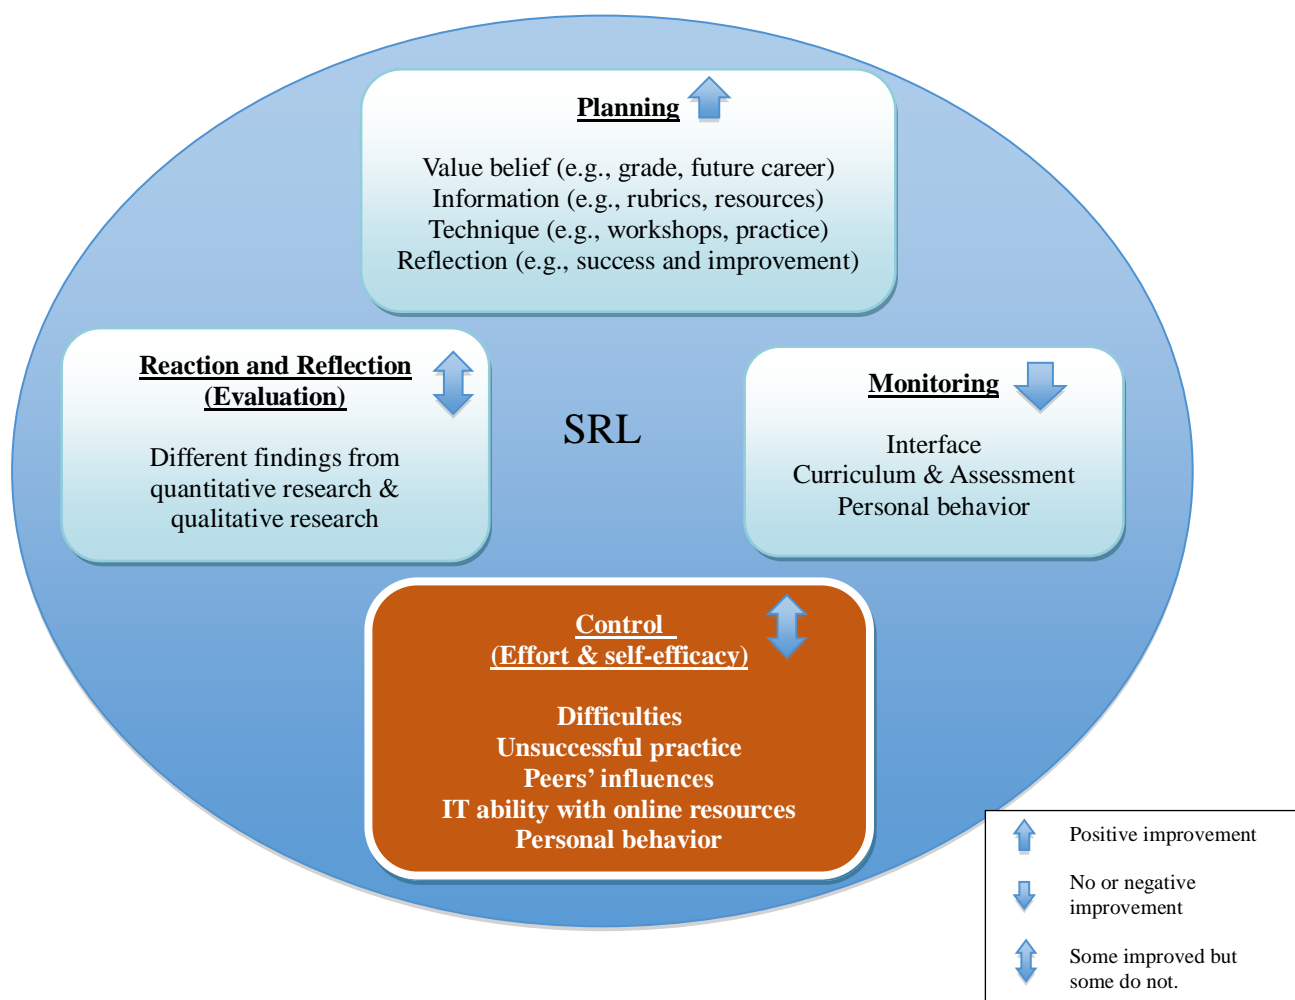 Planning
Value belief (e.g., grade, future career)
Information (e.g., rubrics, resources)
Technique (e.g., workshops, practice)
Reflection (e.g., success and improvement)
Reaction and Reflection
(Evaluation)
Different findings from
quantitative research &
qualitative research
SRL
Monitoring
Interface
Curriculum & Assessment
Personal behavior
Control
(Effort & self-efficacy)
Difficulties
Unsuccessful practice
Peers’ influences
IT ability with online resources
Personal behavior
Positive improvement
No or negative
improvement
Some improved but
some do not.